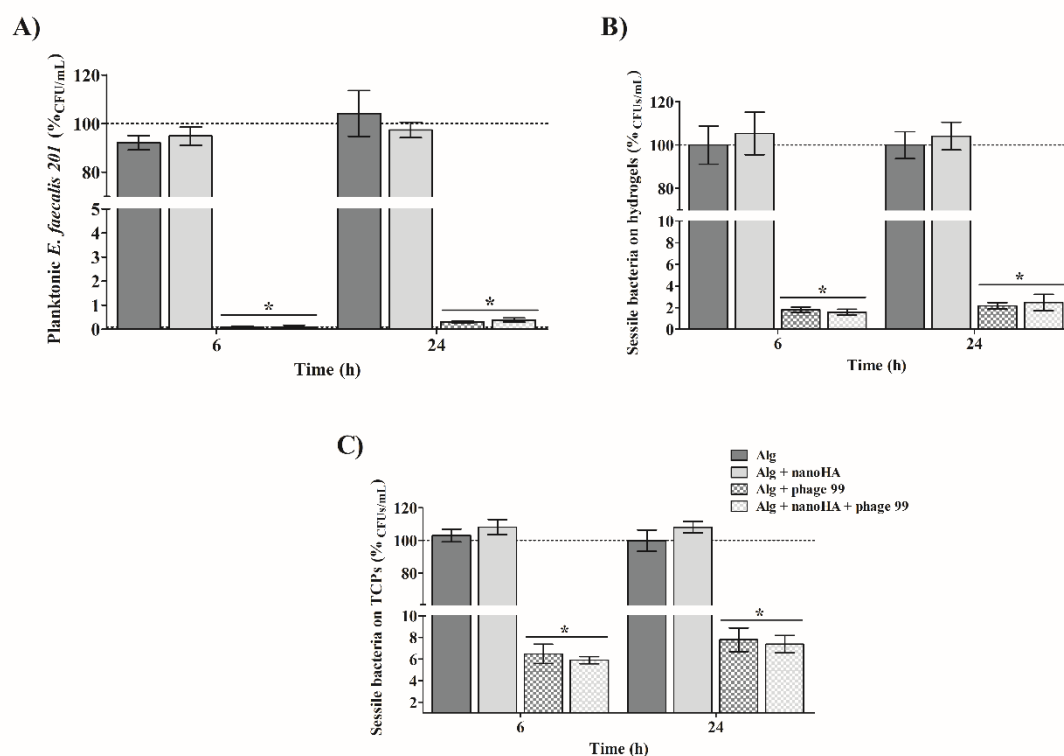 A)
Planktonic E. faecalis 201 (%CFU/mL)
120
100
80
5
4
3
2
1
0
*
*
6
24
Time (h)
B)
Sessile bacteria on hydrogels (%CFUs/mL)
120
100
80
10
8
6
4
2
0
*
*
6
24
Time (h)
C)
Alg
Alg + nanoHA
Alg + phage 99
Alg + nanoHA + phage 99
Sessile bacteria on TCPs (%CFUs/mL)
120
100
80
10
8
6
4
2
*
*
6
24
Time (h)